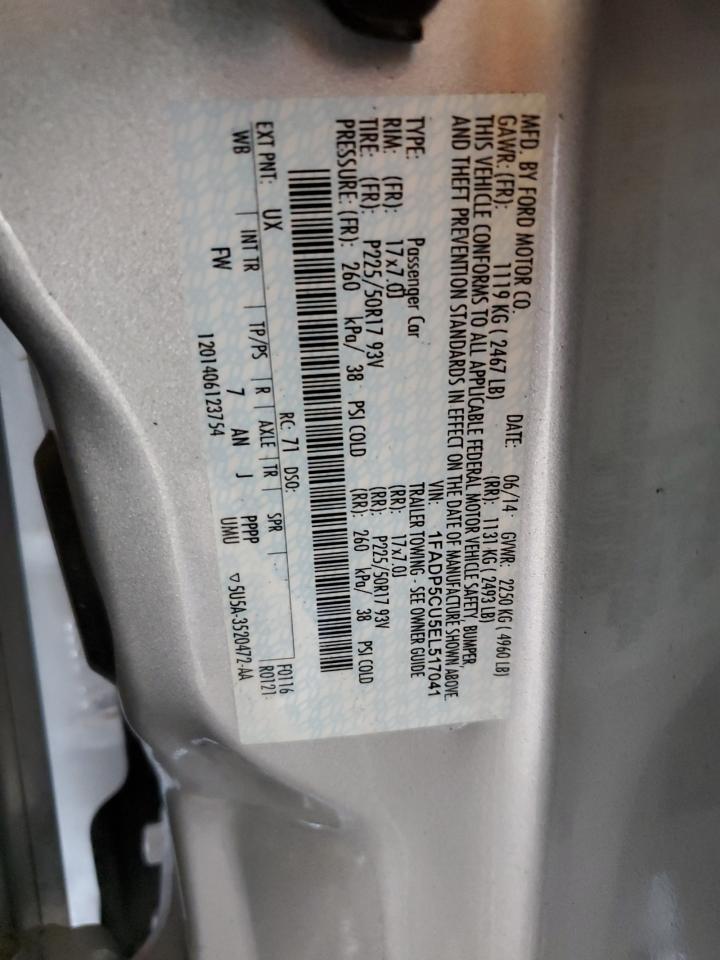 MFD. BY FORD MOTOR CO.
DATE: 06/14 GVWR: 2250 KG ( 4960 LB)
GAWR: (FR): 1119 KG ( 2467 LB) (RR): 1131 KG ( 2493 LB)
THIS VEHICLE CONFORMS TO ALL APPLICABLE FEDERAL MOTOR VEHICLE SAFETY, BUMPER,
AND THEFT PREVENTION STANDARDS IN EFFECT ON THE DATE OF MANUFACTURE SHOWN ABOVE.
VIN: 1FADP5CU5EL517041
TYPE: Passenger Car TRAILER TOWING - SEE OWNER GUIDE
RIM: (FR): 17x7.0J (RR): 17x7.0J
TIRE: (FR): P225/50R17 93V (RR): P225/50R17 93V
PRESSURE: (FR): 260 kPa/ 38 PSI COLD (RR): 260 kPa/ 38 PSI COLD
F0116
EXT PNT: UX RC: 71 DSO: R0121
WB | INT TR | TP/PS | R | AXLE | TR | SPR |
FW 7 AN J PPPP
UMU
1201406123754 ▽5U5A-3520472-AA